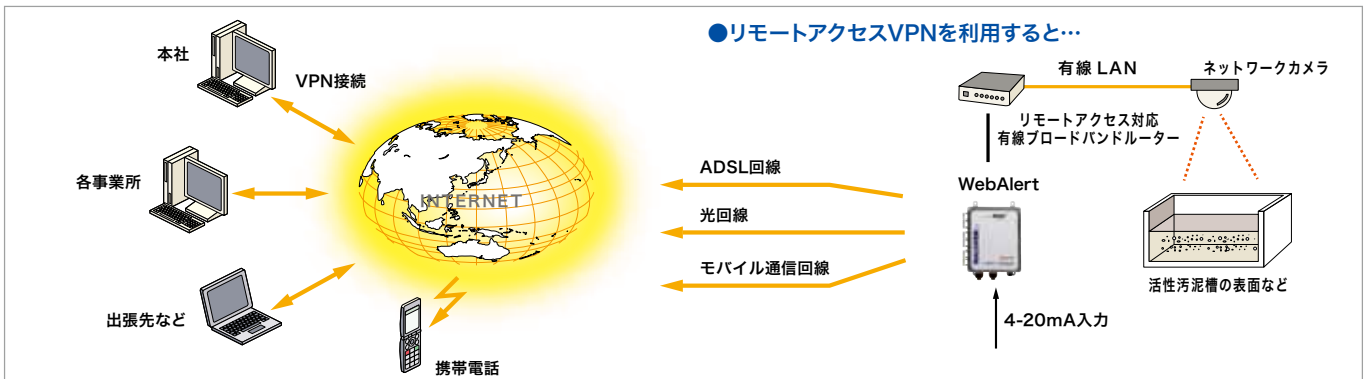 ●リモートアクセスVPNを利用すると…
本社
VPN接続
各事業所
出張先など
携帯電話
INTERNET
ADSL回線
光回線
モバイル通信回線
有線 LAN
ネットワークカメラ
リモートアクセス対応
有線ブロードバンドルーター
WebAlert
4-20mA入力
活性汚泥槽の表面など